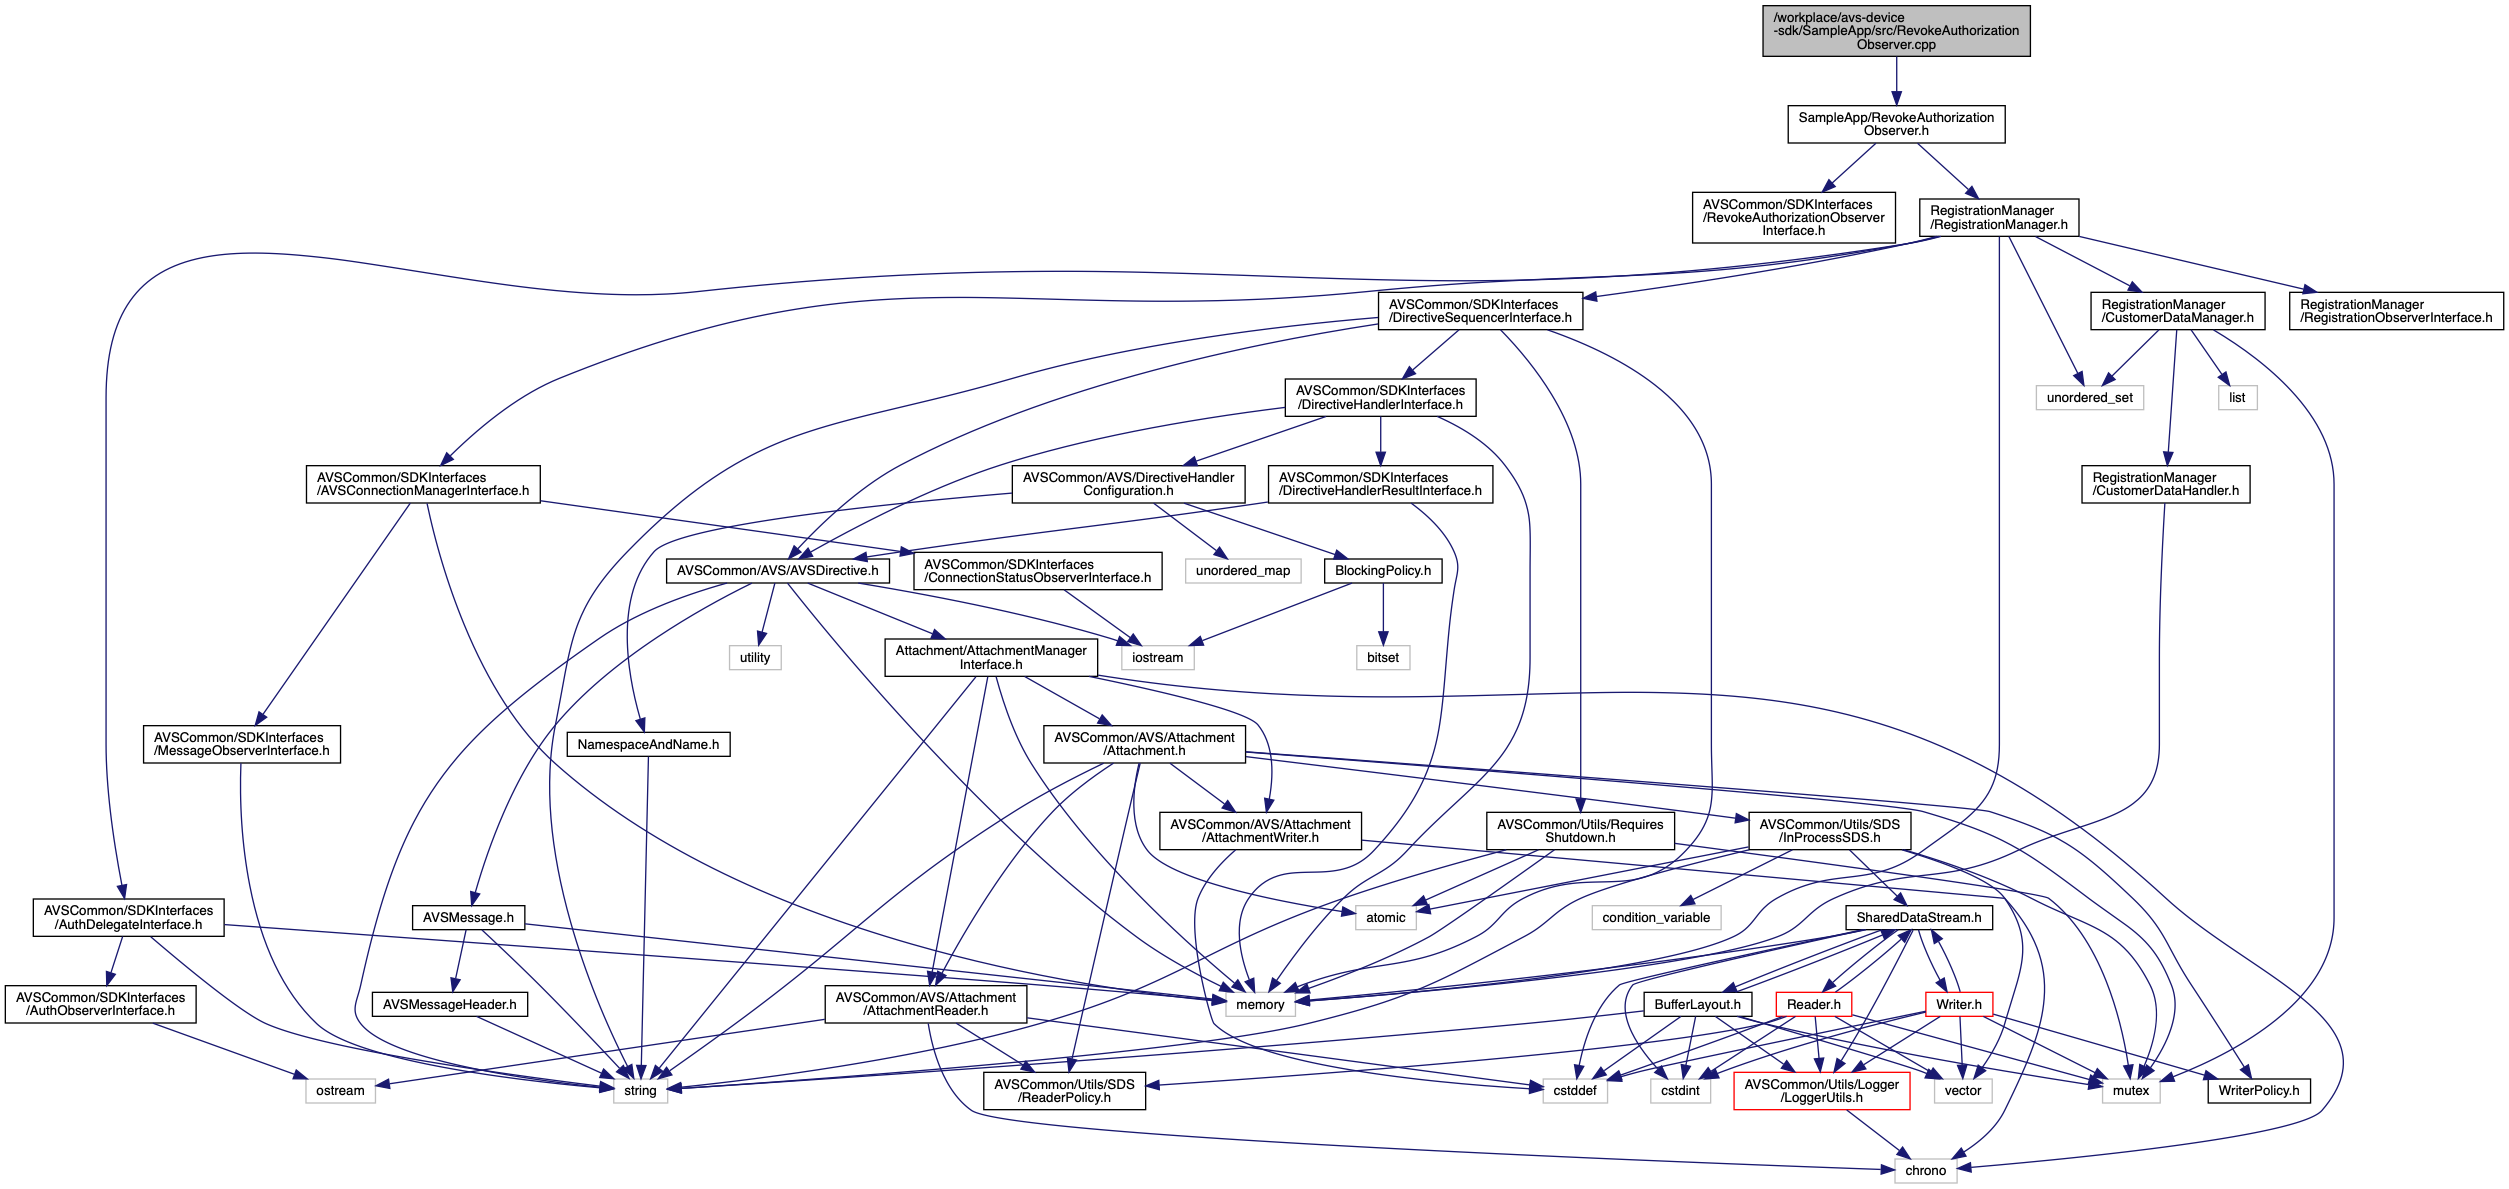 /workplace/avs-device
-sdk/SampleApp/src/RevokeAuthorization
Observer.cpp
SampleApp/RevokeAuthorization
Observer.h
AVSCommon/SDKInterfaces
/RevokeAuthorizationObserver
Interface.h
RegistrationManager
/RegistrationManager.h
AVSCommon/SDKInterfaces
/DirectiveSequencerInterface.h
RegistrationManager
/CustomerDataManager.h
RegistrationManager
/RegistrationObserverInterface.h
AVSCommon/SDKInterfaces
/DirectiveHandlerInterface.h
unordered_set
list
AVSCommon/SDKInterfaces
/AVSConnectionManagerInterface.h
AVSCommon/AVS/DirectiveHandler
Configuration.h
AVSCommon/SDKInterfaces
/DirectiveHandlerResultInterface.h
RegistrationManager
/CustomerDataHandler.h
AVSCommon/AVS/AVSDirective.h
AVSCommon/SDKInterfaces
/ConnectionStatusObserverInterface.h
unordered_map
BlockingPolicy.h
utility
Attachment/AttachmentManager
Interface.h
iostream
bitset
AVSCommon/SDKInterfaces
/MessageObserverInterface.h
NamespaceAndName.h
AVSCommon/AVS/Attachment
/Attachment.h
AVSCommon/AVS/Attachment
/AttachmentWriter.h
AVSCommon/Utils/Requires
Shutdown.h
AVSCommon/Utils/SDS
/InProcessSDS.h
AVSCommon/SDKInterfaces
/AuthDelegateInterface.h
AVSMessage.h
atomic
condition_variable
SharedDataStream.h
AVSCommon/SDKInterfaces
/AuthObserverInterface.h
AVSMessageHeader.h
AVSCommon/AVS/Attachment
/AttachmentReader.h
memory
BufferLayout.h
Reader.h
Writer.h
ostream
string
AVSCommon/Utils/SDS
/ReaderPolicy.h
cstddef
cstdint
AVSCommon/Utils/Logger
/LoggerUtils.h
vector
mutex
WriterPolicy.h
chrono